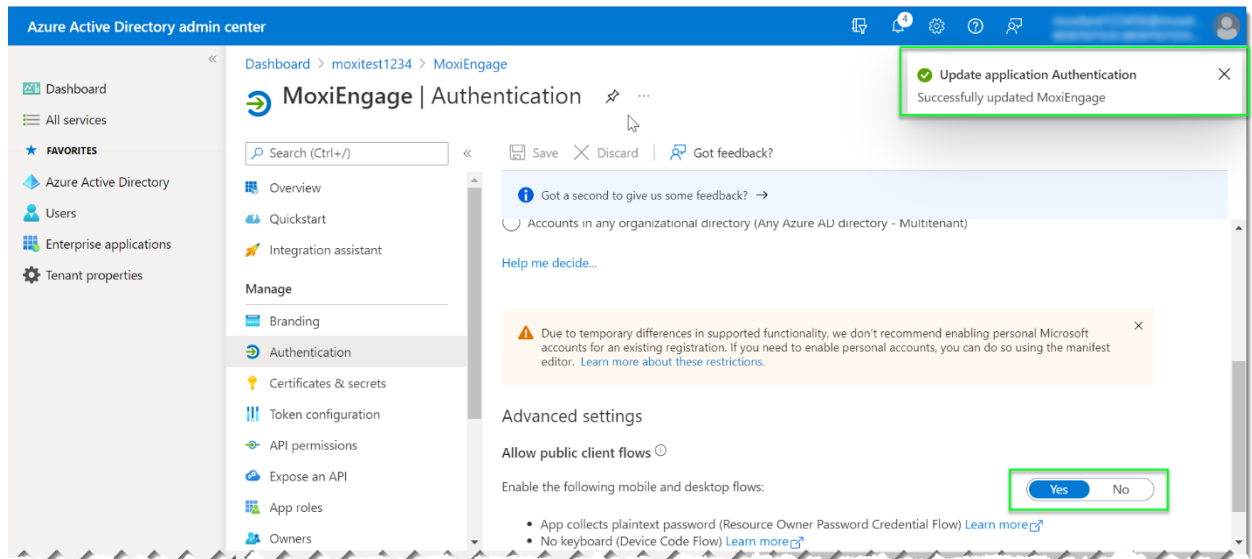 Azure Active Directory admin center
4
«
Dashboard
All services
FAVORITES
Azure Active Directory
Users
Enterprise applications
Tenant properties
Dashboard > moxitest1234 > MoxiEngage
MoxiEngage | Authentication
...
Update application Authentication
Successfully updated MoxiEngage
Search (Ctrl+/)
«
Overview
Quickstart
Integration assistant
Manage
Branding
Authentication
Certificates & secrets
Token configuration
API permissions
Expose an API
App roles
Owners
Save Discard | Got feedback?
Got a second to give us some feedback? →
Accounts in any organizational directory (Any Azure AD directory - Multitenant)
Help me decide...
Due to temporary differences in supported functionality, we don't recommend enabling personal Microsoft
accounts for an existing registration. If you need to enable personal accounts, you can do so using the manifest
editor. Learn more about these restrictions.
Advanced settings
Allow public client flows
Enable the following mobile and desktop flows:
Yes No
• App collects plaintext password (Resource Owner Password Credential Flow) Learn more
• No keyboard (Device Code Flow) Learn more